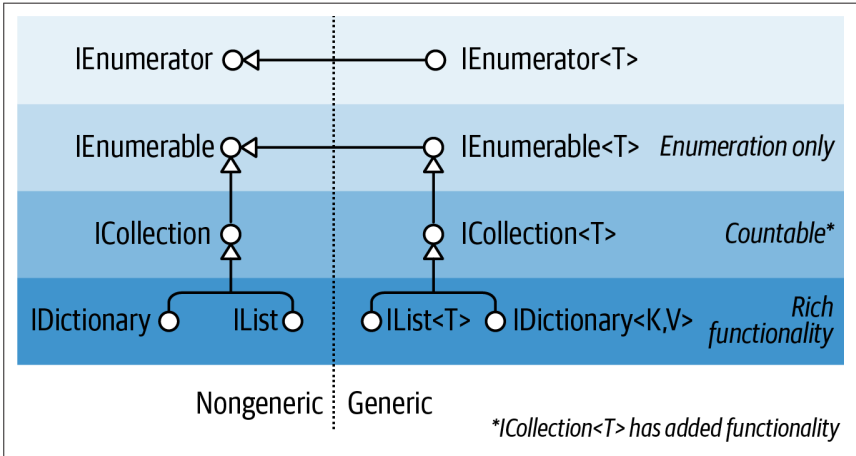 IEnumerator
IEnumerator<T>
IEnumerable
IEnumerable<T>
Enumeration only
ICollection
ICollection<T>
Countable*
IDictionary
IList
IList<T>
IDictionary<K,V>
Rich
functionality
Nongeneric
Generic
*ICollection<T> has added functionality